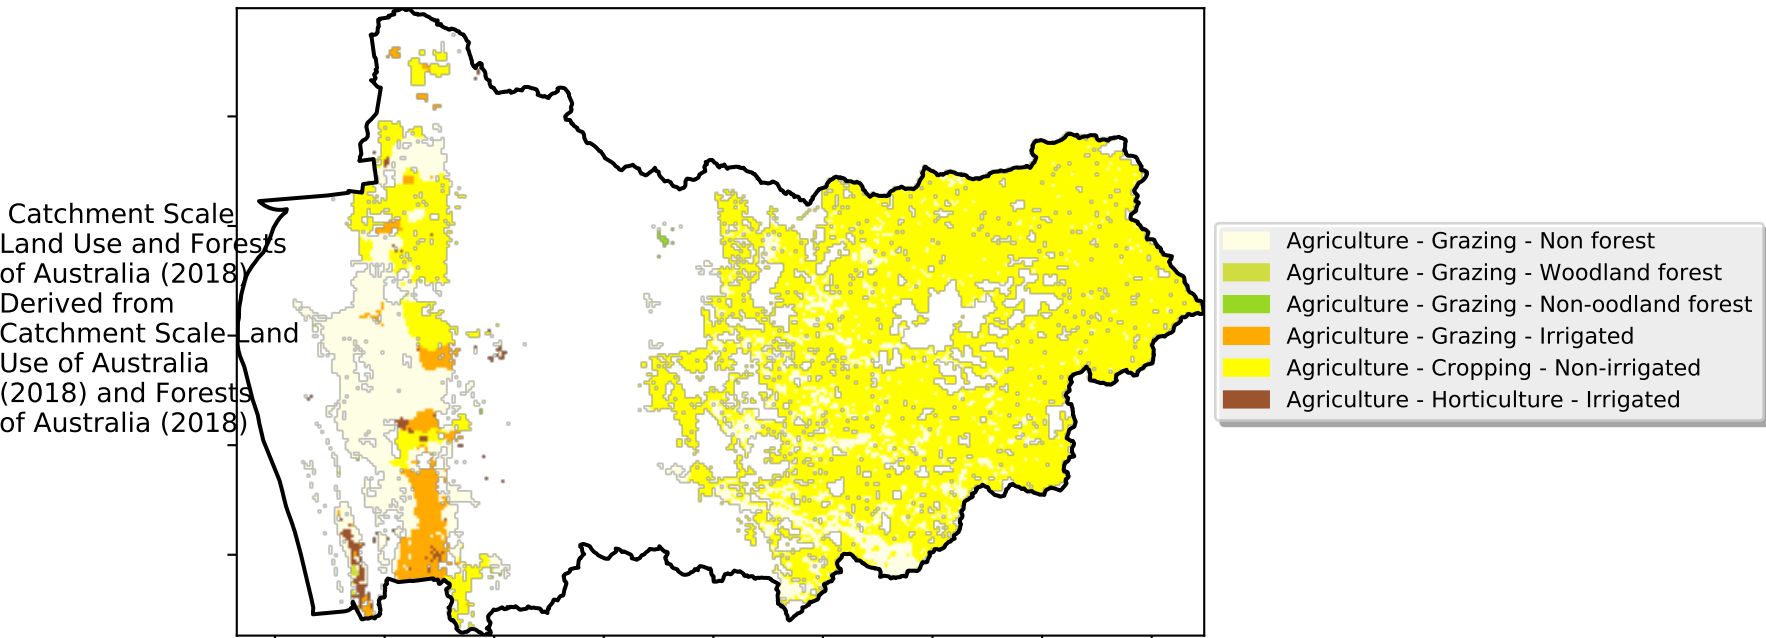 Catchment Scale
Land Use and Forests
of Australia (2018)
Derived from
Catchment Scale Land
Use of Australia
(2018) and Forests
of Australia (2018)
Agriculture - Grazing - Non forest
Agriculture - Grazing - Woodland forest
Agriculture - Grazing - Non-oodland forest
Agriculture - Grazing - Irrigated
Agriculture - Cropping - Non-irrigated
Agriculture - Horticulture - Irrigated